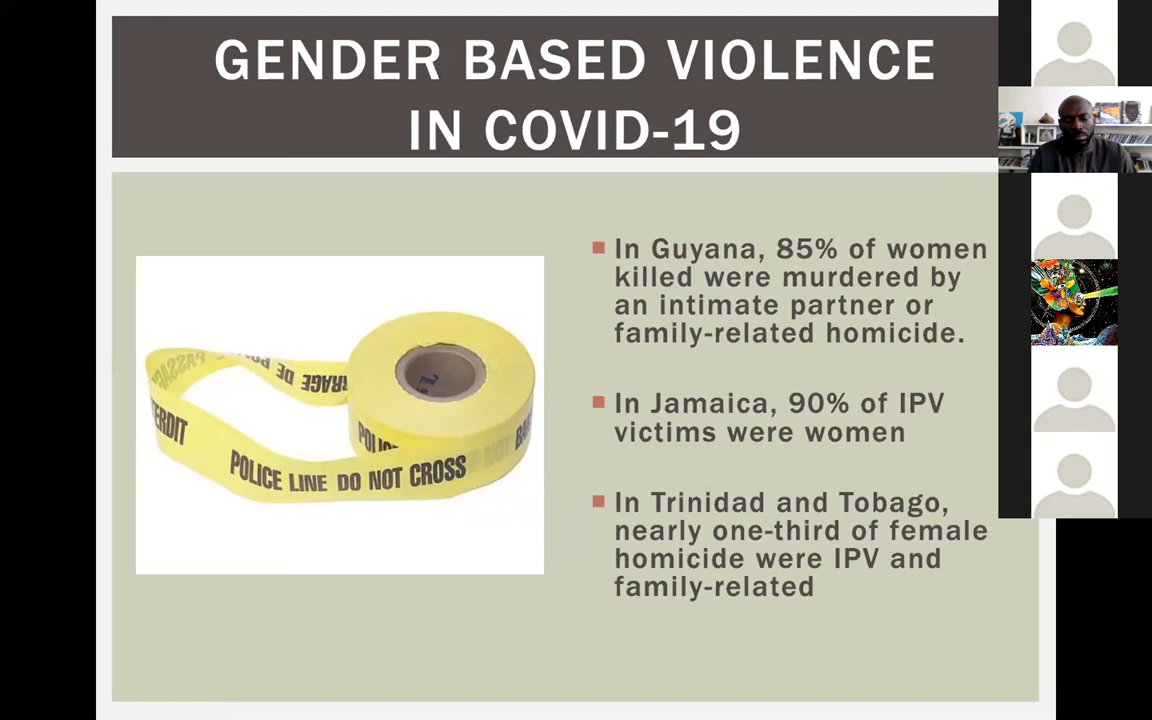 GENDER BASED VIOLENCE
IN COVID-19
In Guyana, 85% of women
killed were murdered by
an intimate partner or
family-related homicide.
In Jamaica, 90% of IPV
victims were women
In Trinidad and Tobago,
nearly one-third of female
homicide were IPV and
family-related
POLICE LINE DO NOT CROSS